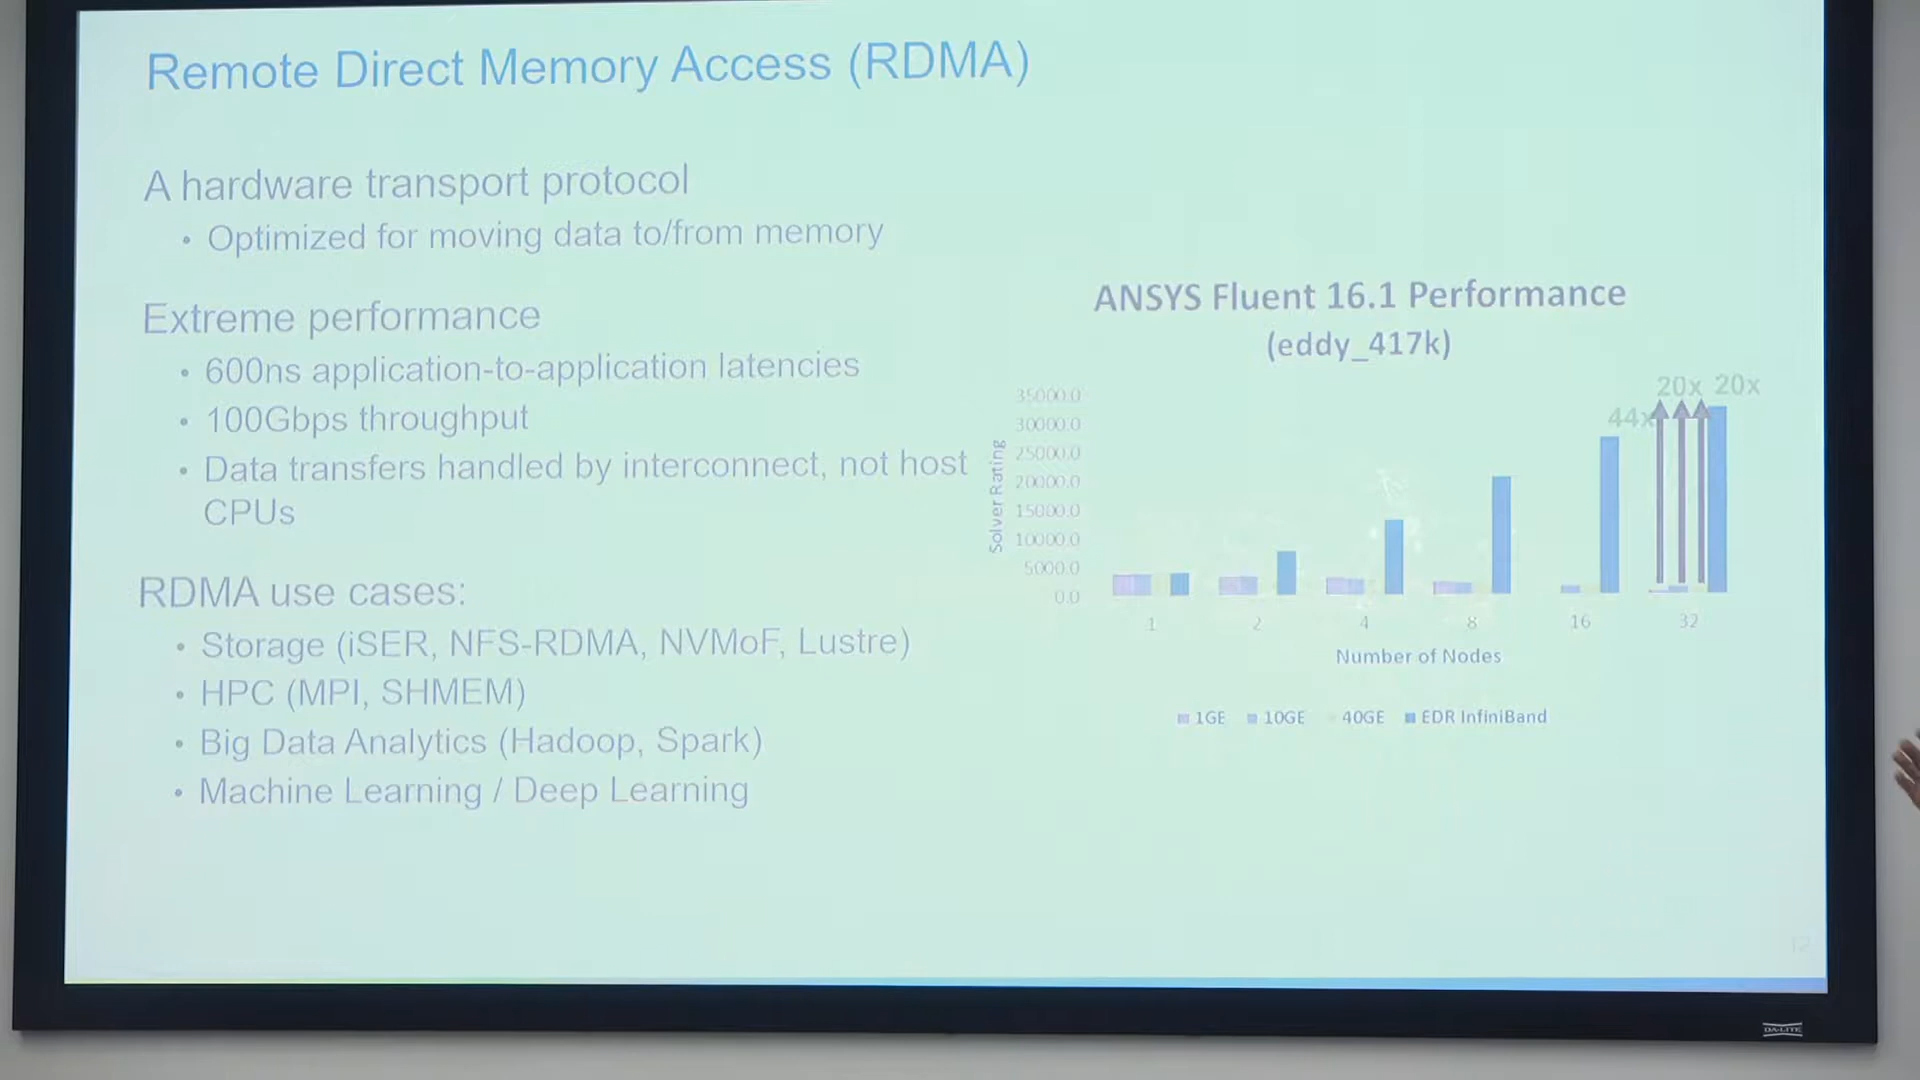 Remote Direct Memory Access (RDMA)
A hardware transport protocol
• Optimized for moving data to/from memory
Extreme performance
• 600ns application-to-application latencies
• 100Gbps throughput
• Data transfers handled by interconnect, not host
CPUs
RDMA use cases:
• Storage (iSER, NFS-RDMA, NVMoF, Lustre)
• HPC (MPI, SHMEM)
• Big Data Analytics (Hadoop, Spark)
• Machine Learning / Deep Learning
ANSYS Fluent 16.1 Performance
(eddy_417k)
20x 20x
44x
Solver Rating
35000.0
30000.0
25000.0
20000.0
15000.0
10000.0
5000.0
0.0
1 2 4 8 16 32
Number of Nodes
1GE 10GE 40GE EDR InfiniBand
DA-LITE